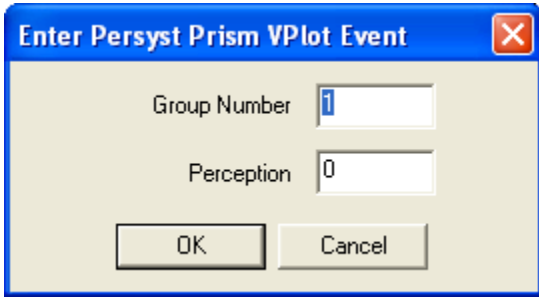 Enter Persyst Prism VPlot Event
Group Number 1
Perception 0
OK Cancel